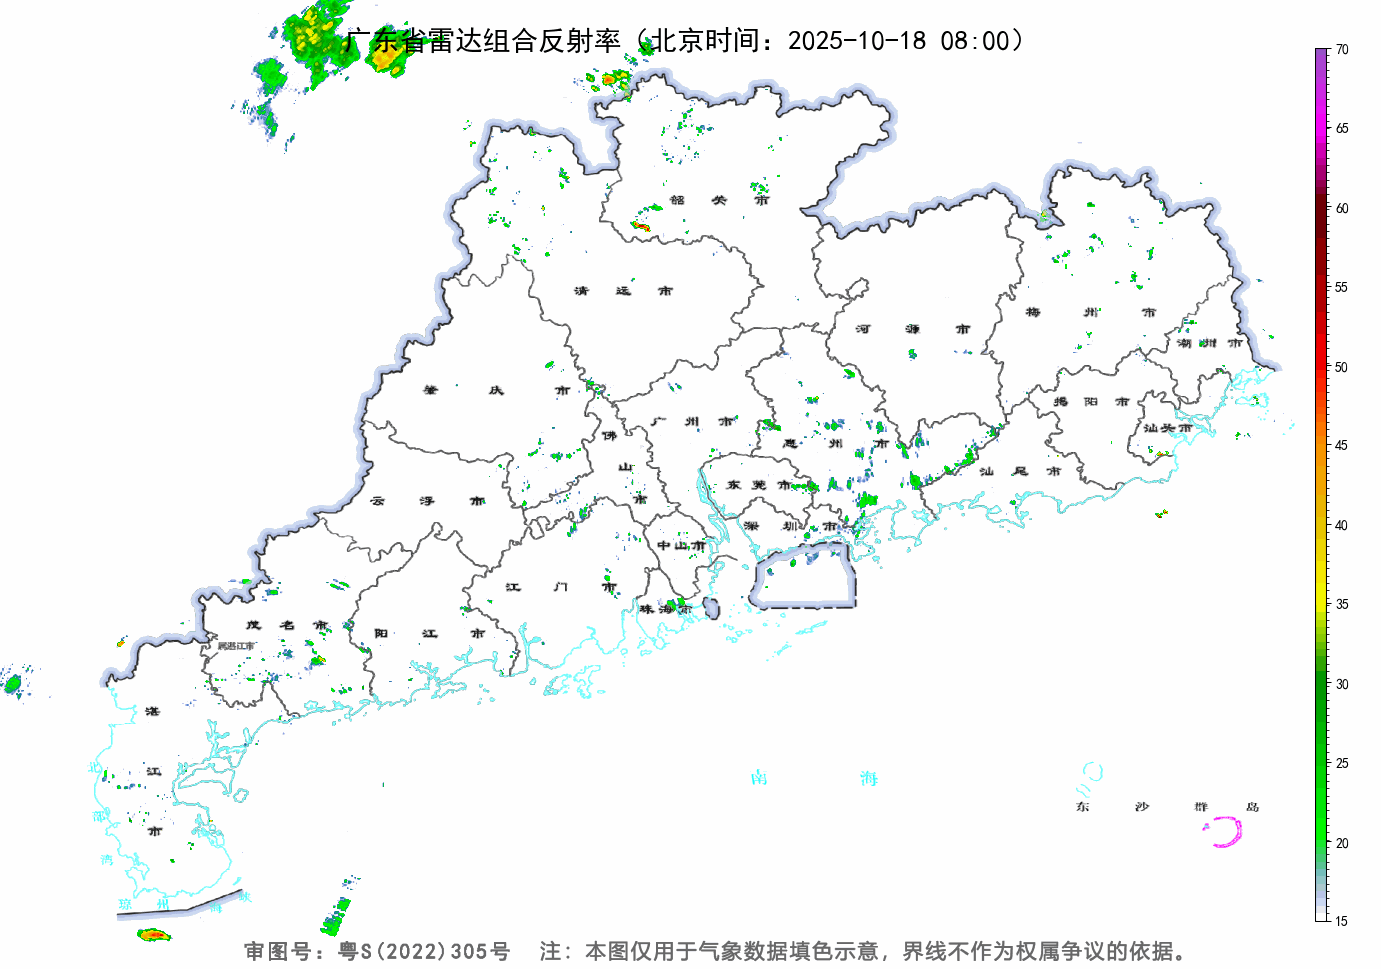 广东省雷达组合反射率（北京时间：2025-10-18 08:00）
70
65
60
55
50
45
40
35
30
25
20
15
韶关市
清远市
河源市
梅州市
潮州市
肇庆市
广州市
揭阳市
汕头市
佛山市
惠州市
汕尾市
东莞市
云浮市
深圳市
中山市
江门市
珠海市
茂名市
阳江市
属湛江市
湛江市
南海
东沙群岛
北部湾
琼州海峡
审图号：粤S(2022)305号 注：本图仅用于气象数据填色示意，界线不作为权属争议的依据。